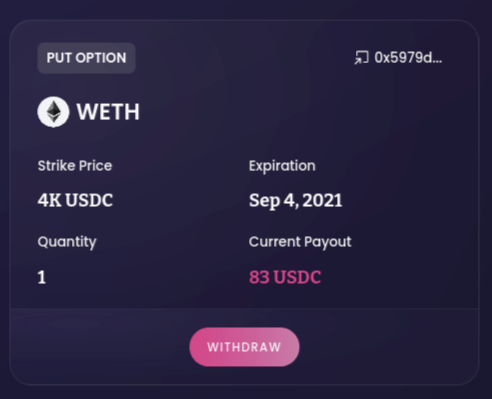 PUT OPTION 0x5979d...
WETH
Strike Price Expiration
4K USDC Sep 4, 2021
Quantity Current Payout
1 83 USDC
WITHDRAW